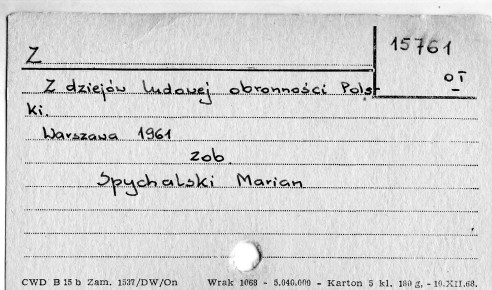 Z
15761
OI
Z dziejów ludowej obronności Pols
ki.
Warszawa 1961
zob.
Spychalski Marian
CWD B 15 b Zam. 1537/DW/On Wrak 1068 - 5.040.000 - Karton 5 kl. 180 g, - 10.XII.68.